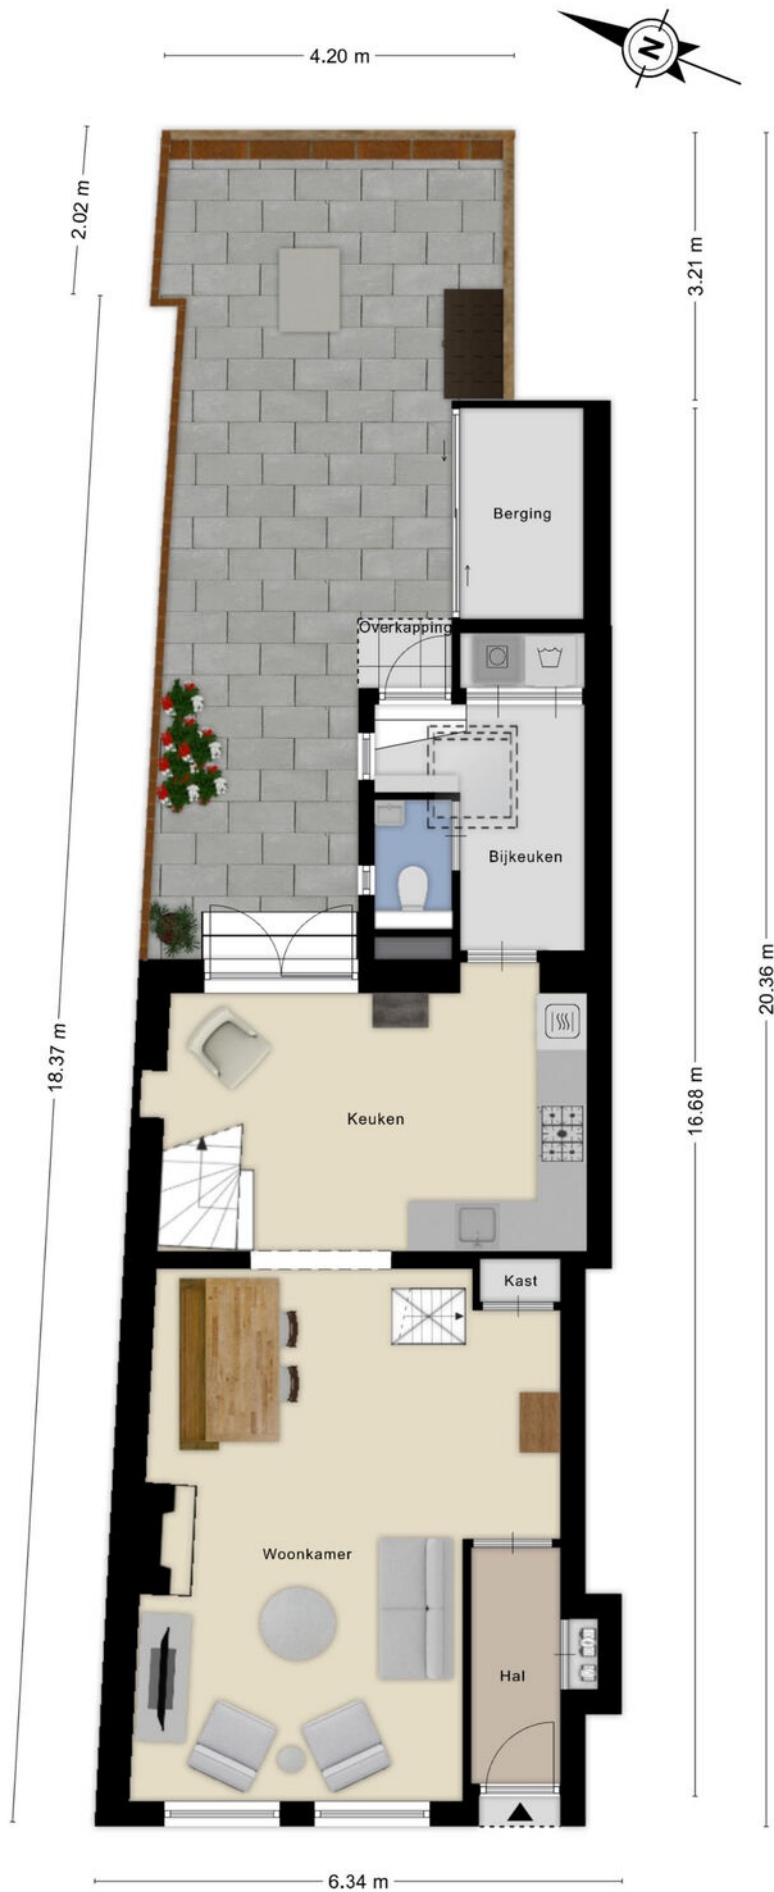 N
4.20 m
2.02 m
3.21 m
Berging
Overkapping
Bijkeuken
20.36 m
18.37 m
16.68 m
Keuken
Kast
Woonkamer
Hal
6.34 m